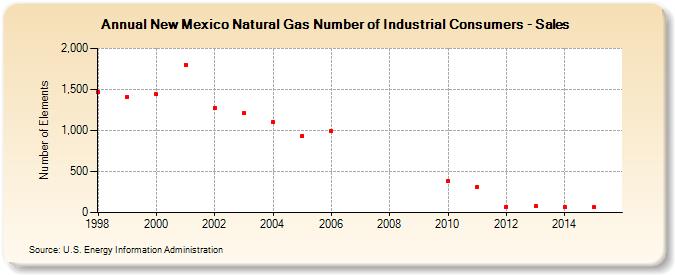 Annual New Mexico Natural Gas Number of Industrial Consumers - Sales
Number of Elements
2,000
1,500
1,000
500
0
1998 2000 2002 2004 2006 2008 2010 2012 2014
Source: U.S. Energy Information Administration